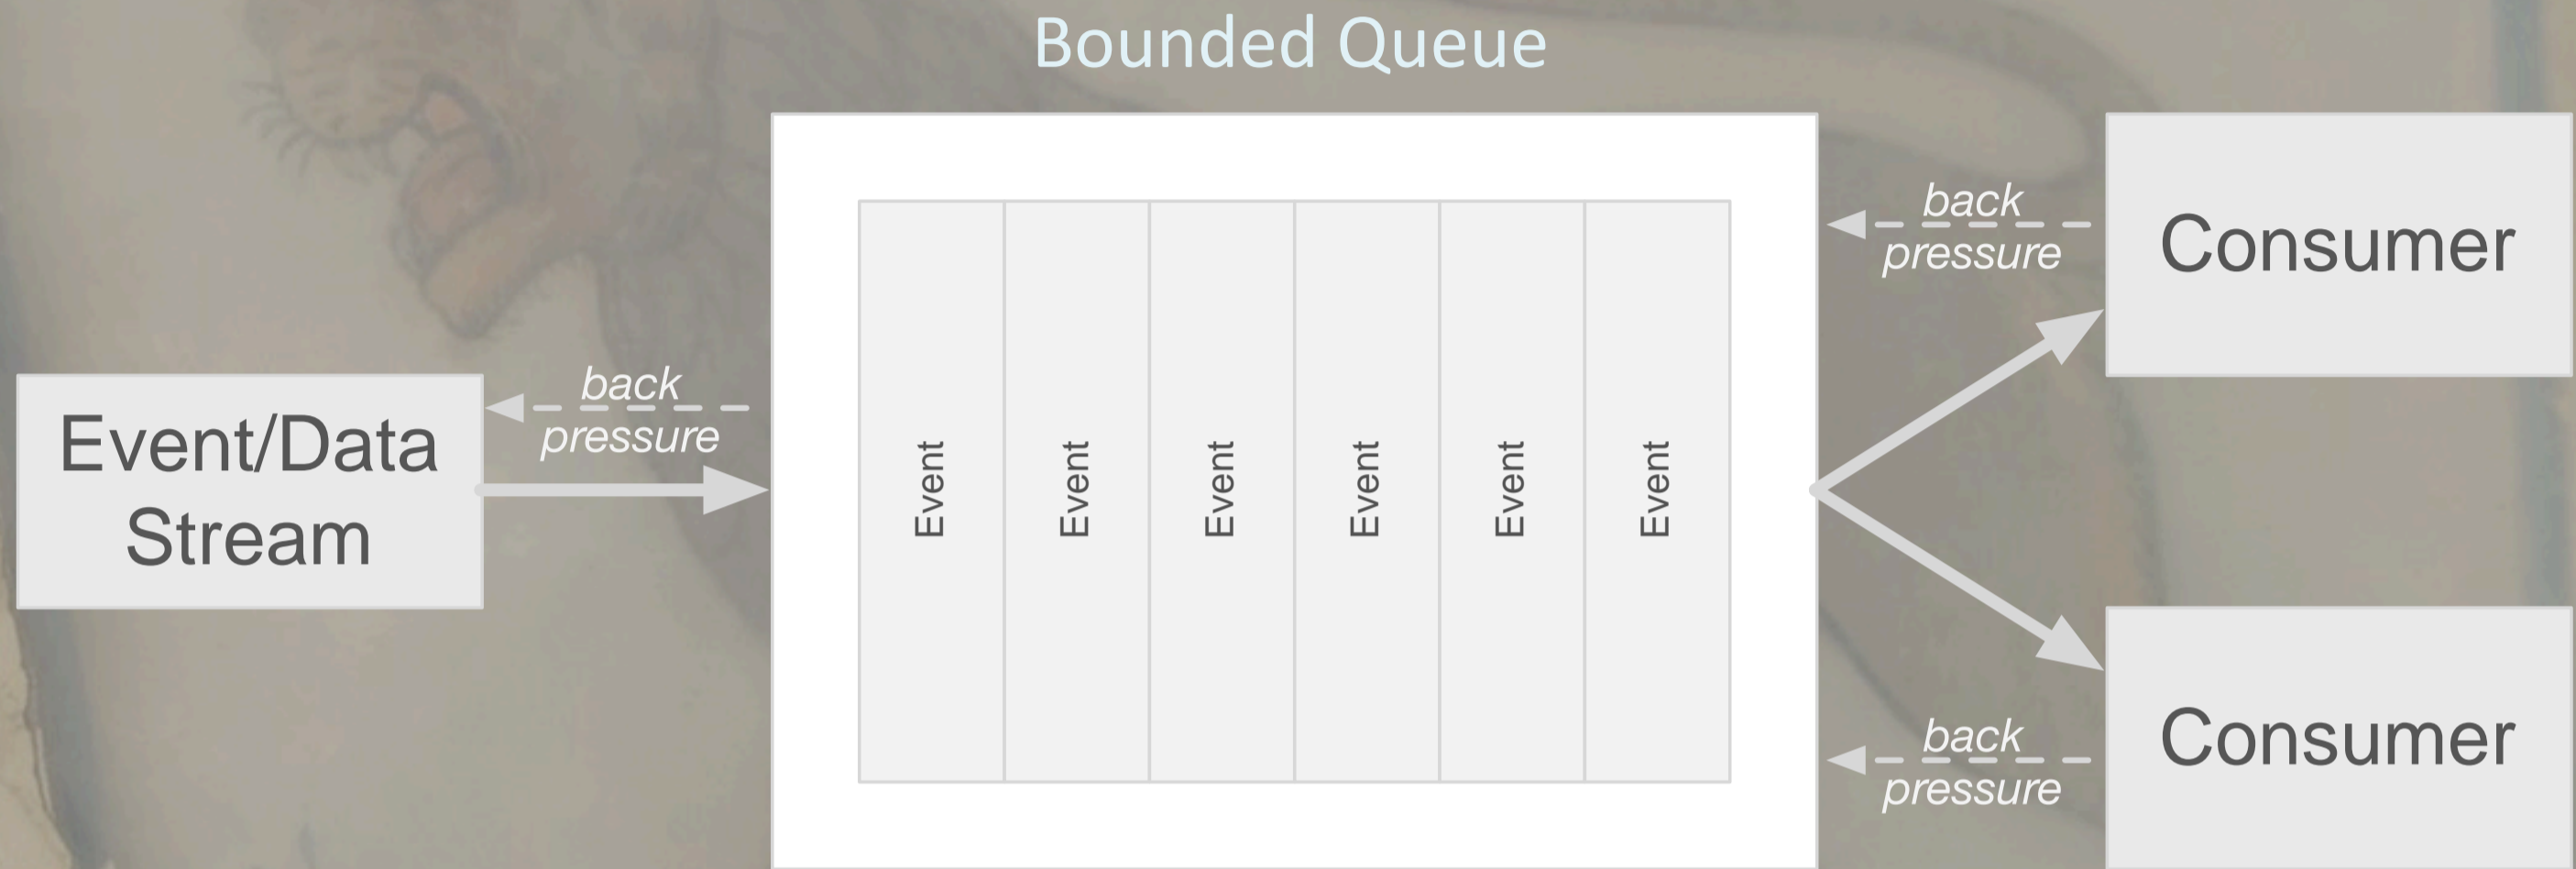 Bounded Queue
Event/Data
Stream
back
pressure
Event
Event
Event
Event
Event
Event
back
pressure
Consumer
back
pressure
Consumer